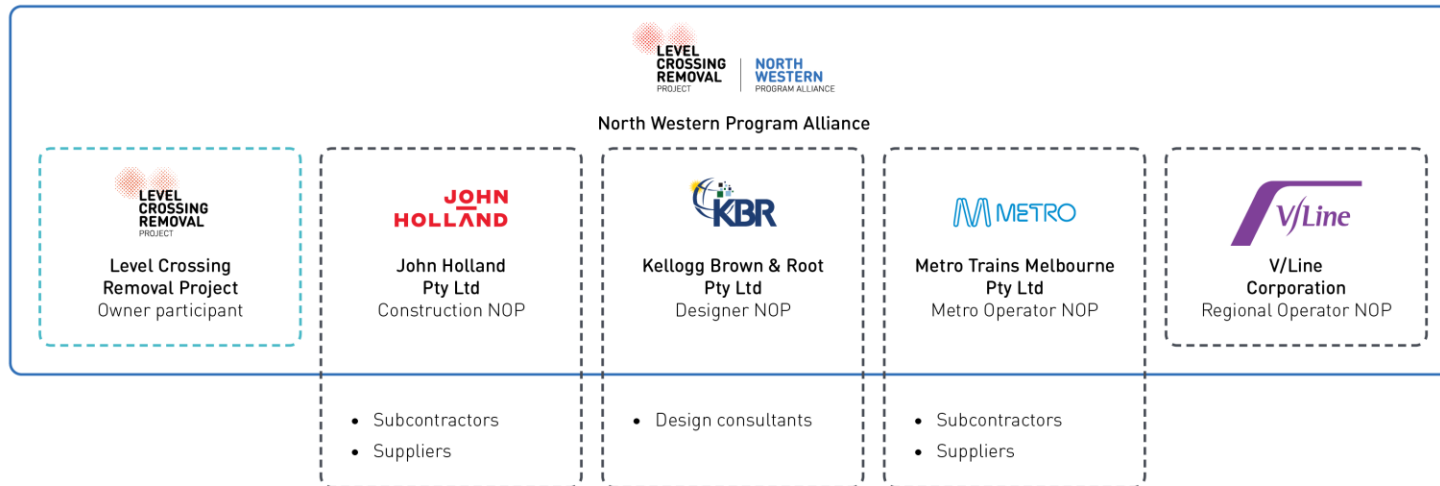 LEVEL
CROSSING
REMOVAL
PROJECT
NORTH
WESTERN
PROGRAM ALLIANCE
North Western Program Alliance
LEVEL
CROSSING
REMOVAL
PROJECT
Level Crossing
Removal Project
Owner participant
JOHN
HOLLAND
John Holland
Pty Ltd
Construction NOP
• Subcontractors
• Suppliers
KBR
Kellogg Brown & Root
Pty Ltd
Designer NOP
• Design consultants
METRO
Metro Trains Melbourne
Pty Ltd
Metro Operator NOP
• Subcontractors
• Suppliers
V/Line
V/Line
Corporation
Regional Operator NOP